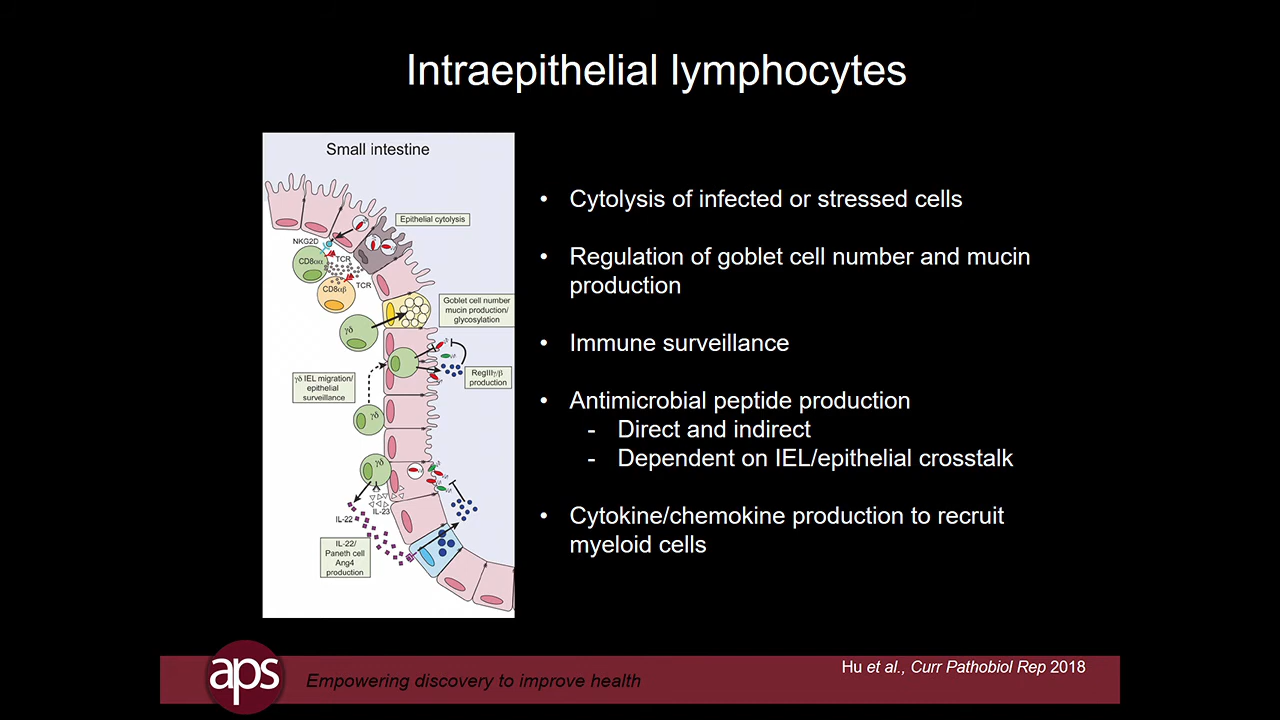 Intraepithelial lymphocytes
Small intestine
Epithelial cytolysis
NKG2D
CD8αα
TCR
CD8αβ
TCR
Goblet cell number
mucin production/
glycosylation
γδ
RegIIIγ/β
production
γδ IEL migration/
epithelial
surveillance
γδ
γδ
IL-22
IL-23
IL-22/
Paneth cell
Ang4
production
• Cytolysis of infected or stressed cells
• Regulation of goblet cell number and mucin
production
• Immune surveillance
• Antimicrobial peptide production
- Direct and indirect
- Dependent on IEL/epithelial crosstalk
• Cytokine/chemokine production to recruit
myeloid cells
aps
Empowering discovery to improve health
Hu et al., Curr Pathobiol Rep 2018